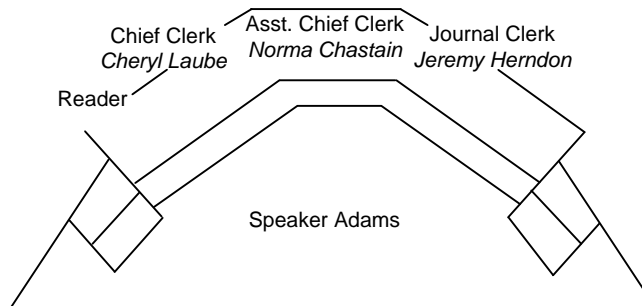 Chief Clerk
Cheryl Laube
Asst. Chief Clerk
Norma Chastain
Journal Clerk
Jeremy Herndon
Reader
Speaker Adams